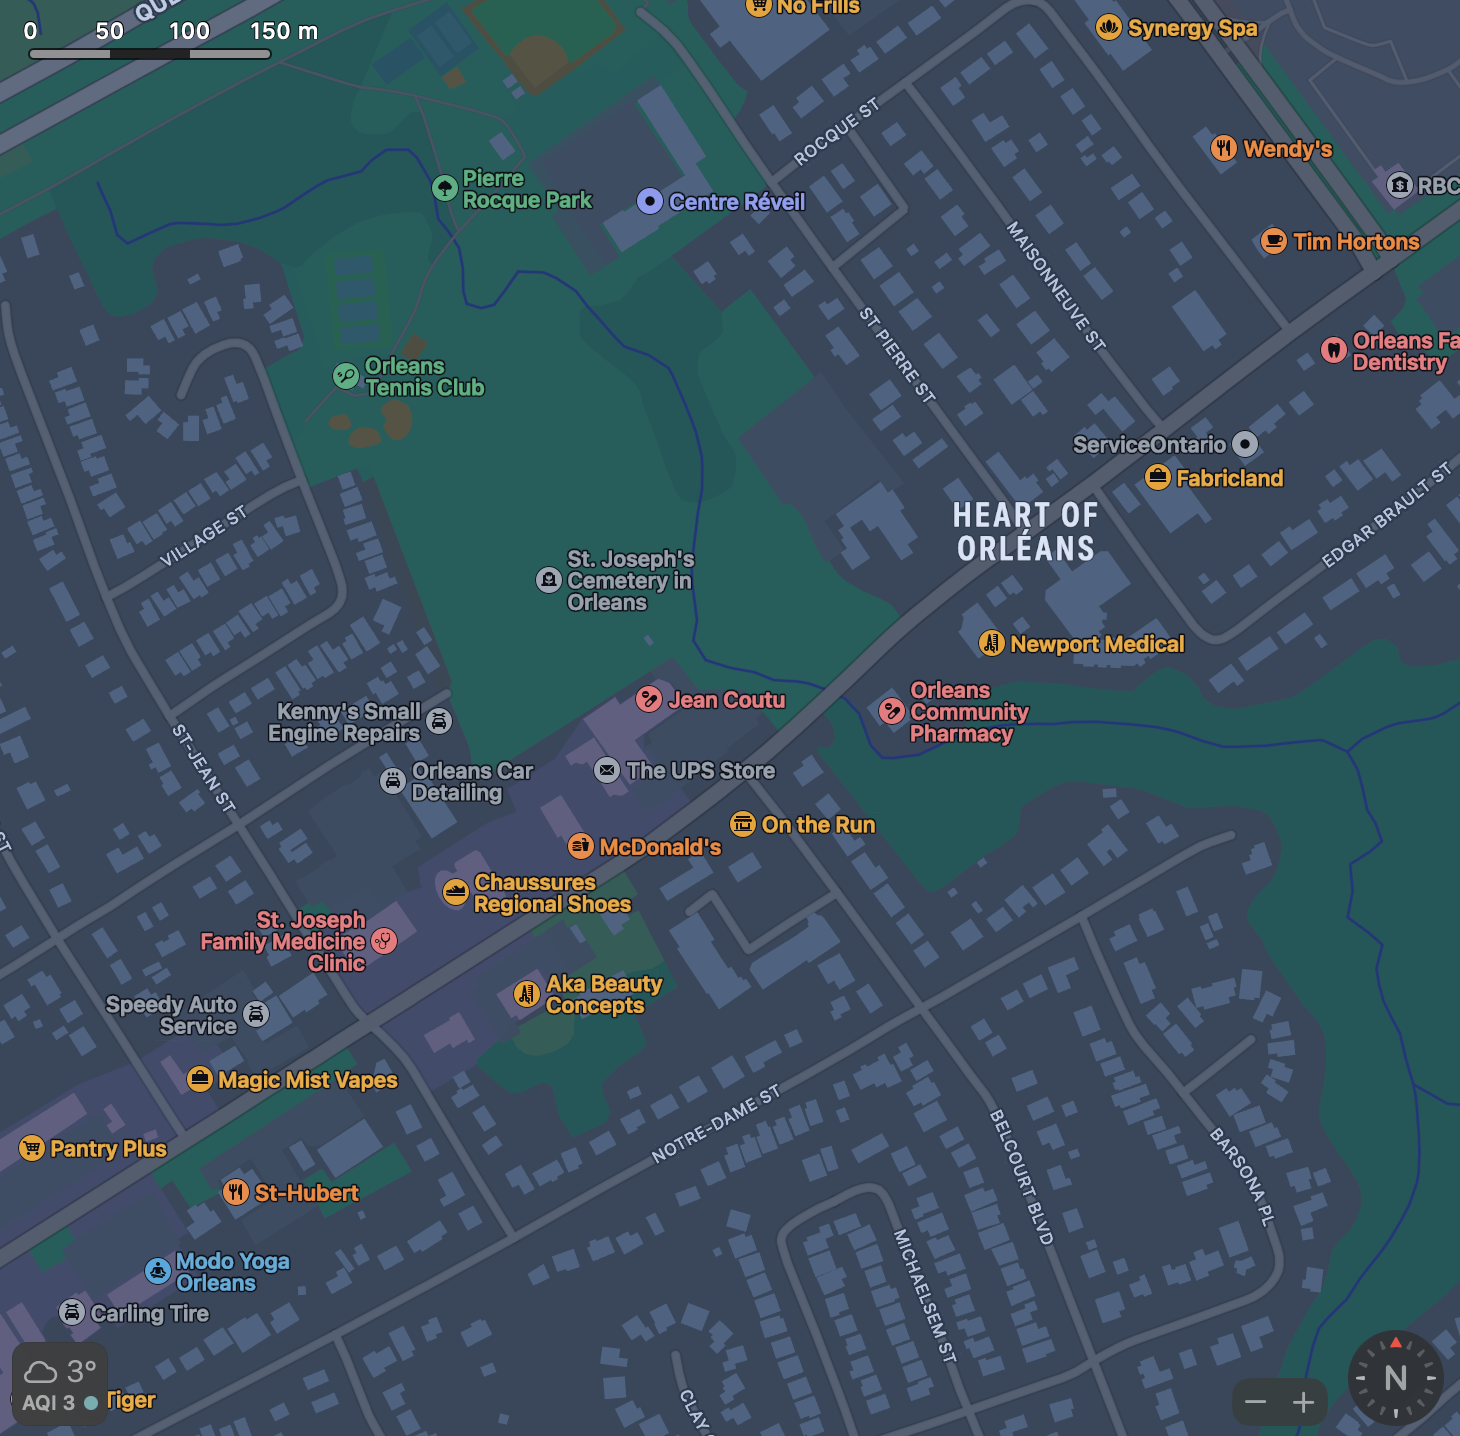 QUE
0 50 100 150 m
No Frills
Synergy Spa
ROCQUE ST
Wendy's
Pierre
Rocque Park
Centre Réveil
RBC
Tim Hortons
MAISONNEUVE ST
ST PIERRE ST
Orleans Fa
Dentistry
Orleans
Tennis Club
ServiceOntario
Fabricland
HEART OF
ORLÉANS
EDGAR BRAULT ST
VILLAGE ST
St. Joseph's
Cemetery in
Orleans
Newport Medical
Jean Coutu
Orleans
Community
Pharmacy
Kenny's Small
Engine Repairs
ST-JEAN ST
Orleans Car
Detailing
The UPS Store
On the Run
McDonald's
ST
Chaussures
Regional Shoes
St. Joseph
Family Medicine
Clinic
Aka Beauty
Concepts
Speedy Auto
Service
Magic Mist Vapes
NOTRE-DAME ST
BELCOURT BLVD
BARSONA PL
Pantry Plus
St-Hubert
Modo Yoga
Orleans
MICHAELSEM ST
Carling Tire
3°
AQI 3
Tiger
CLAY
N